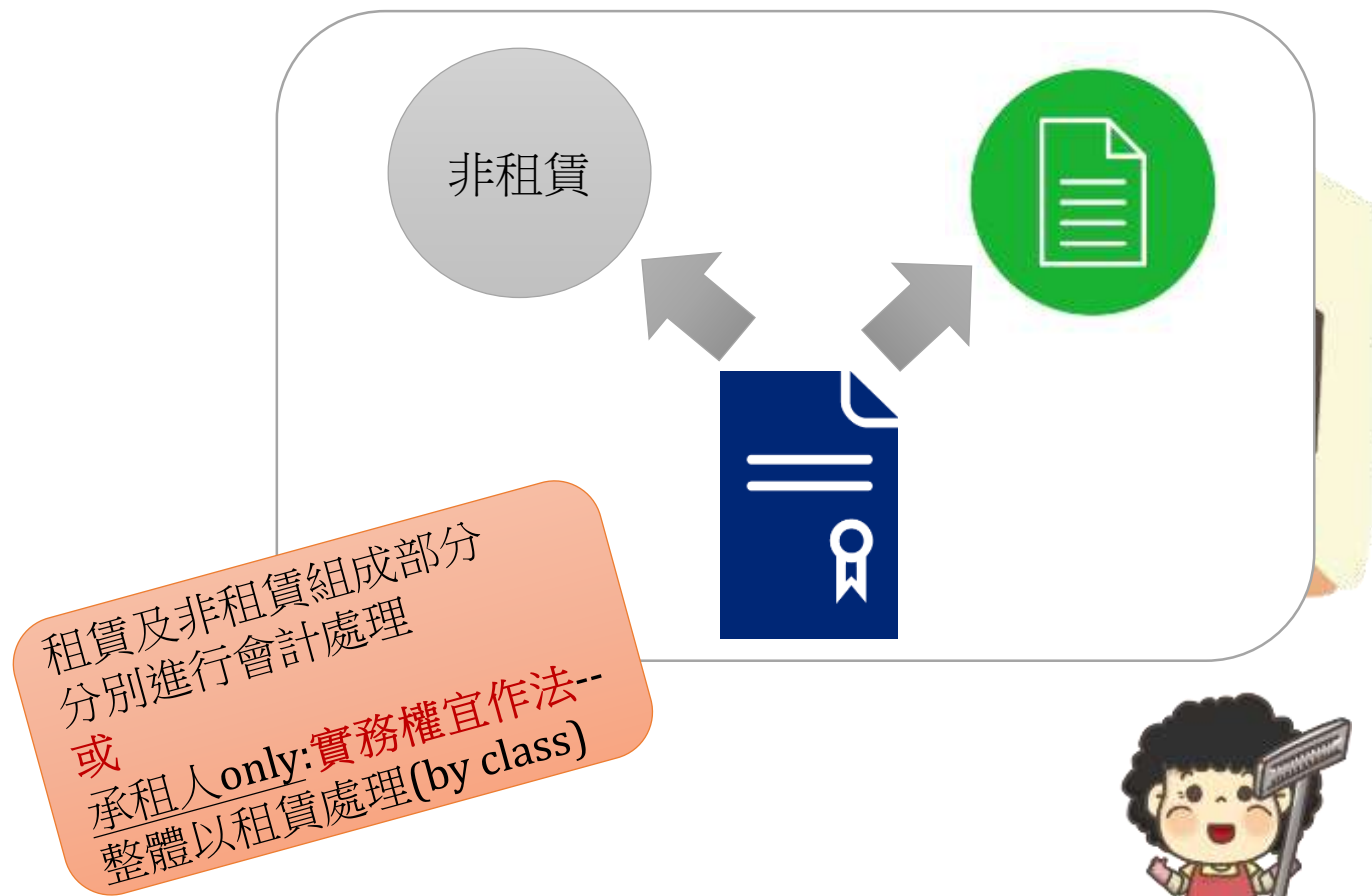 非租賃
租賃及非租賃組成部分
分別進行會計處理
或
承租人only:實務權宜作法--
整體以租賃處理(by class)